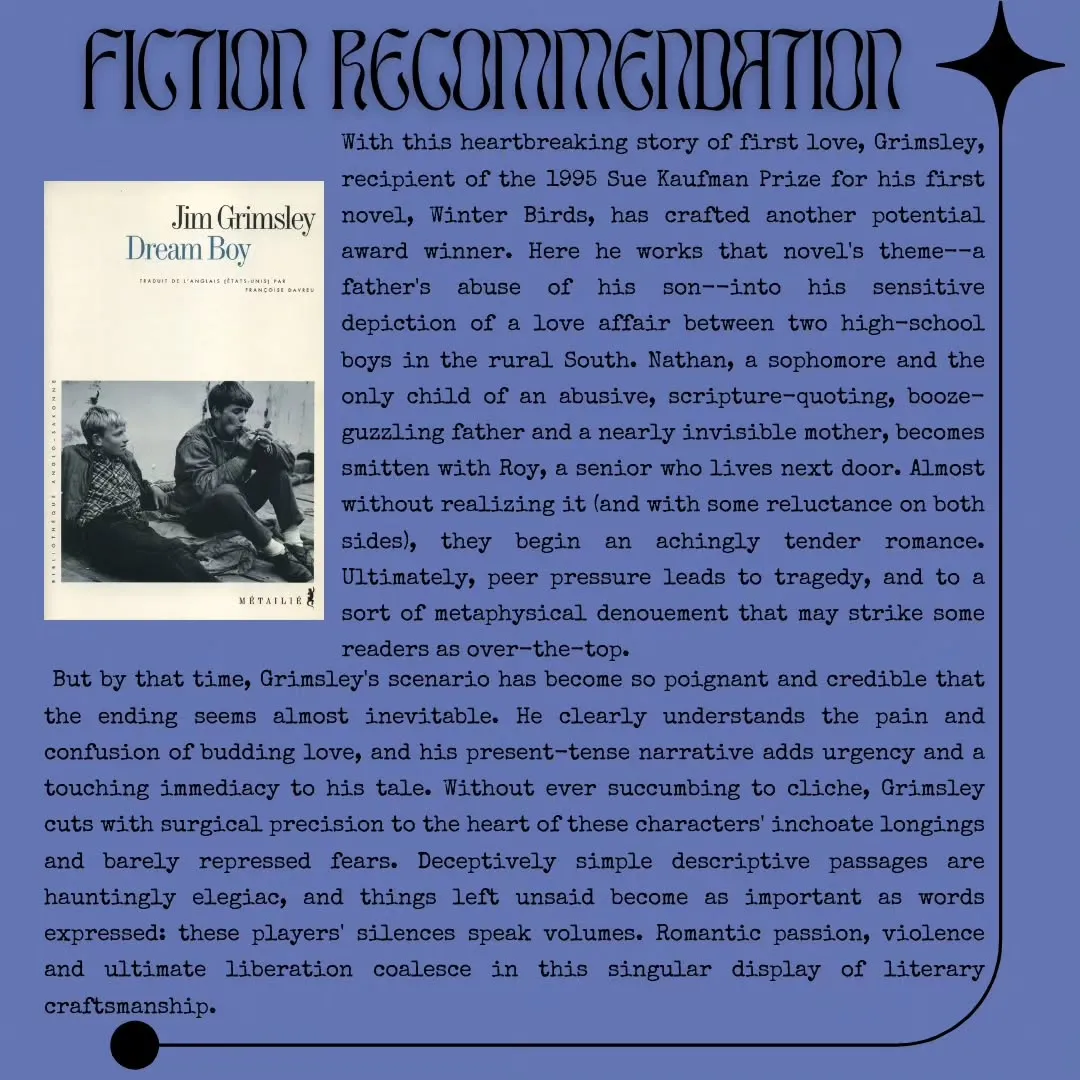 FICTION RECOMMENDATION
With this heartbreaking story of first love, Grimsley,
recipient of the 1995 Sue Kaufman Prize for his first
novel, Winter Birds, has crafted another potential
award winner. Here he works that novel's theme--a
father's abuse of his son--into his sensitive
depiction of a love affair between two high-school
boys in the rural South. Nathan, a sophomore and the
only child of an abusive, scripture-quoting, booze-
guzzling father and a nearly invisible mother, becomes
smitten with Roy, a senior who lives next door. Almost
without realizing it (and with some reluctance on both
sides), they begin an achingly tender romance.
Ultimately, peer pressure leads to tragedy, and to a
sort of metaphysical denouement that may strike some
readers as over-the-top.
But by that time, Grimsley's scenario has become so poignant and credible that
the ending seems almost inevitable. He clearly understands the pain and
confusion of budding love, and his present-tense narrative adds urgency and a
touching immediacy to his tale. Without ever succumbing to cliche, Grimsley
cuts with surgical precision to the heart of these characters' inchoate longings
and barely repressed fears. Deceptively simple descriptive passages are
hauntingly elegiac, and things left unsaid become as important as words
expressed: these players' silences speak volumes. Romantic passion, violence
and ultimate liberation coalesce in this singular display of literary
craftsmanship.
Jim Grimsley
Dream Boy
TRADUIT DE L'ANGLAIS (ÉTATS-UNIS) PAR
FRANÇOISE DAVREU
BIBLIOTHÈQUE ANGLO-SAXONNE
MÉTAILIÉ